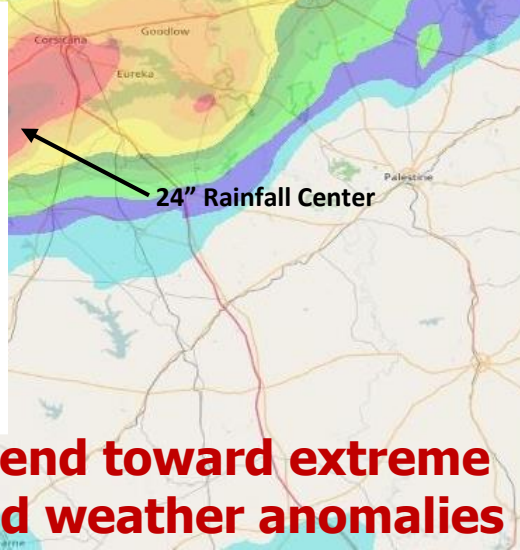 Goodlow
Corsicana
Eureka
Palestine
24” Rainfall Center
end toward extreme
d weather anomalies